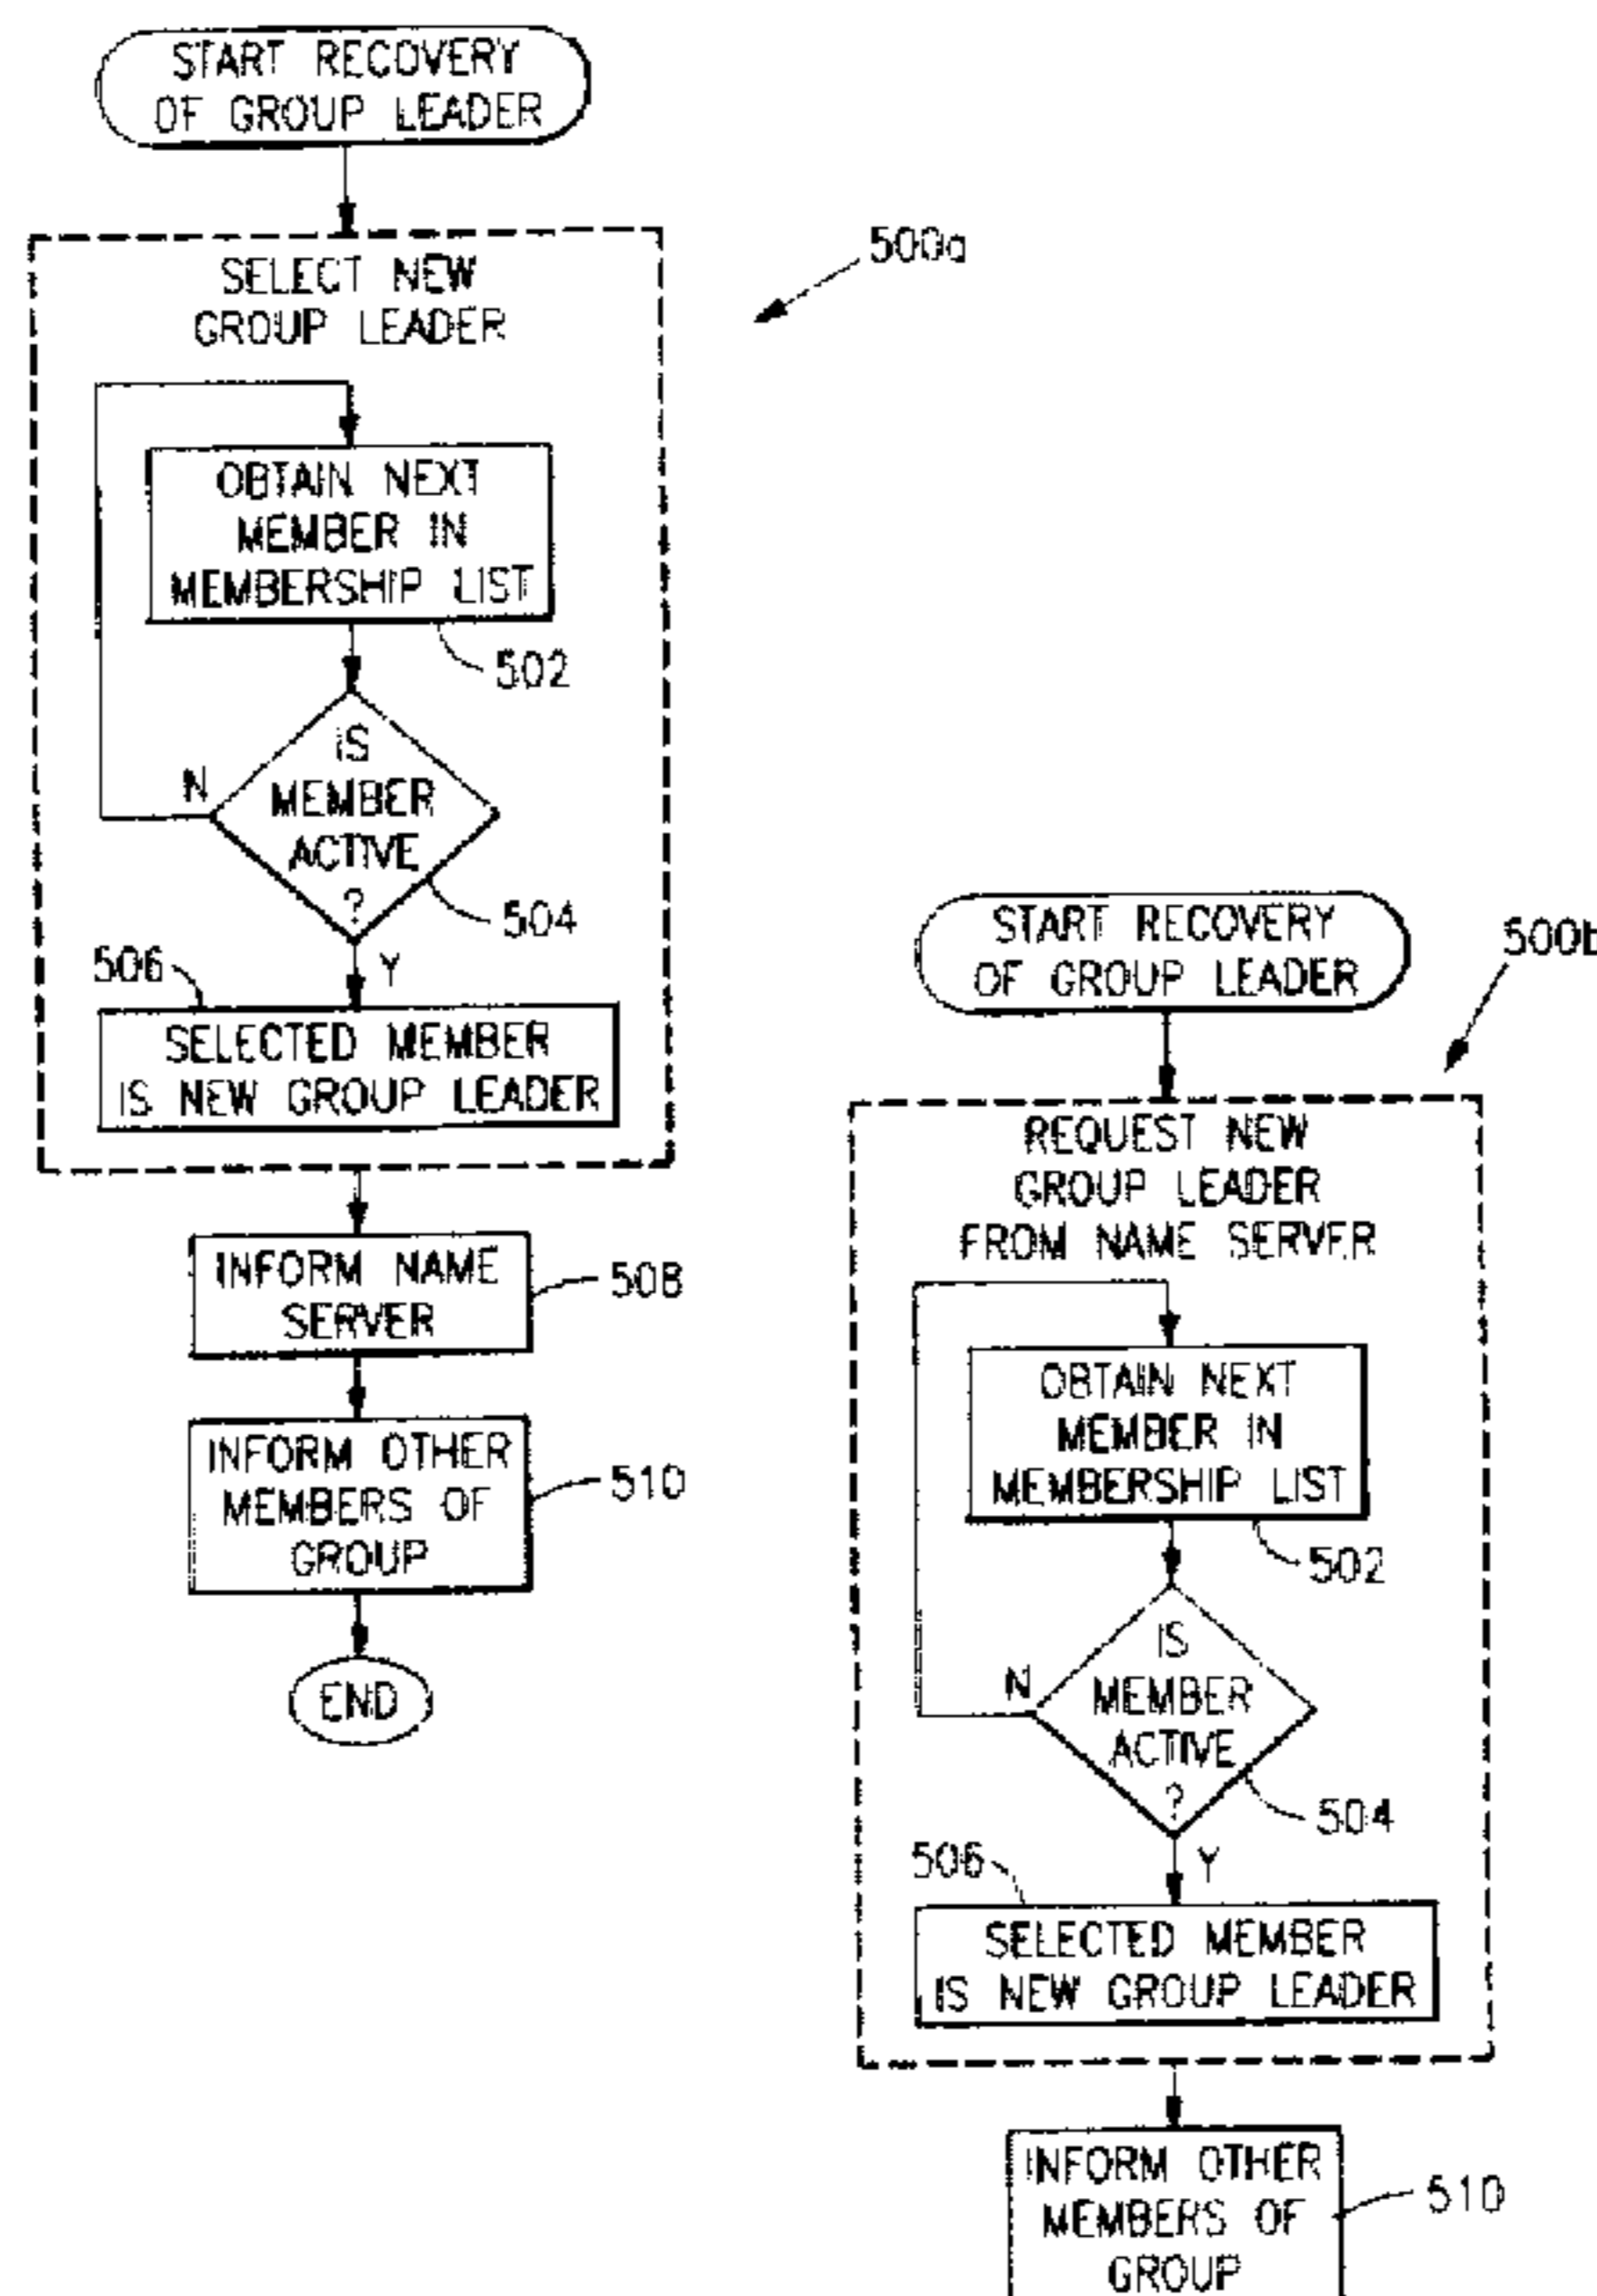 START RECOVERY
OF GROUP LEADER
500a
SELECT NEW
GROUP LEADER
OBTAIN NEXT
MEMBER IN
MEMBERSHIP LIST
502
IS
MEMBER
ACTIVE
?
N
504
Y
506
SELECTED MEMBER
IS NEW GROUP LEADER
INFORM NAME
SERVER
508
INFORM OTHER
MEMBERS OF
GROUP
510
END
START RECOVERY
OF GROUP LEADER
500b
REQUEST NEW
GROUP LEADER
FROM NAME SERVER
OBTAIN NEXT
MEMBER IN
MEMBERSHIP LIST
502
IS
MEMBER
ACTIVE
?
N
504
Y
506
SELECTED MEMBER
IS NEW GROUP LEADER
INFORM OTHER
MEMBERS OF
GROUP
510